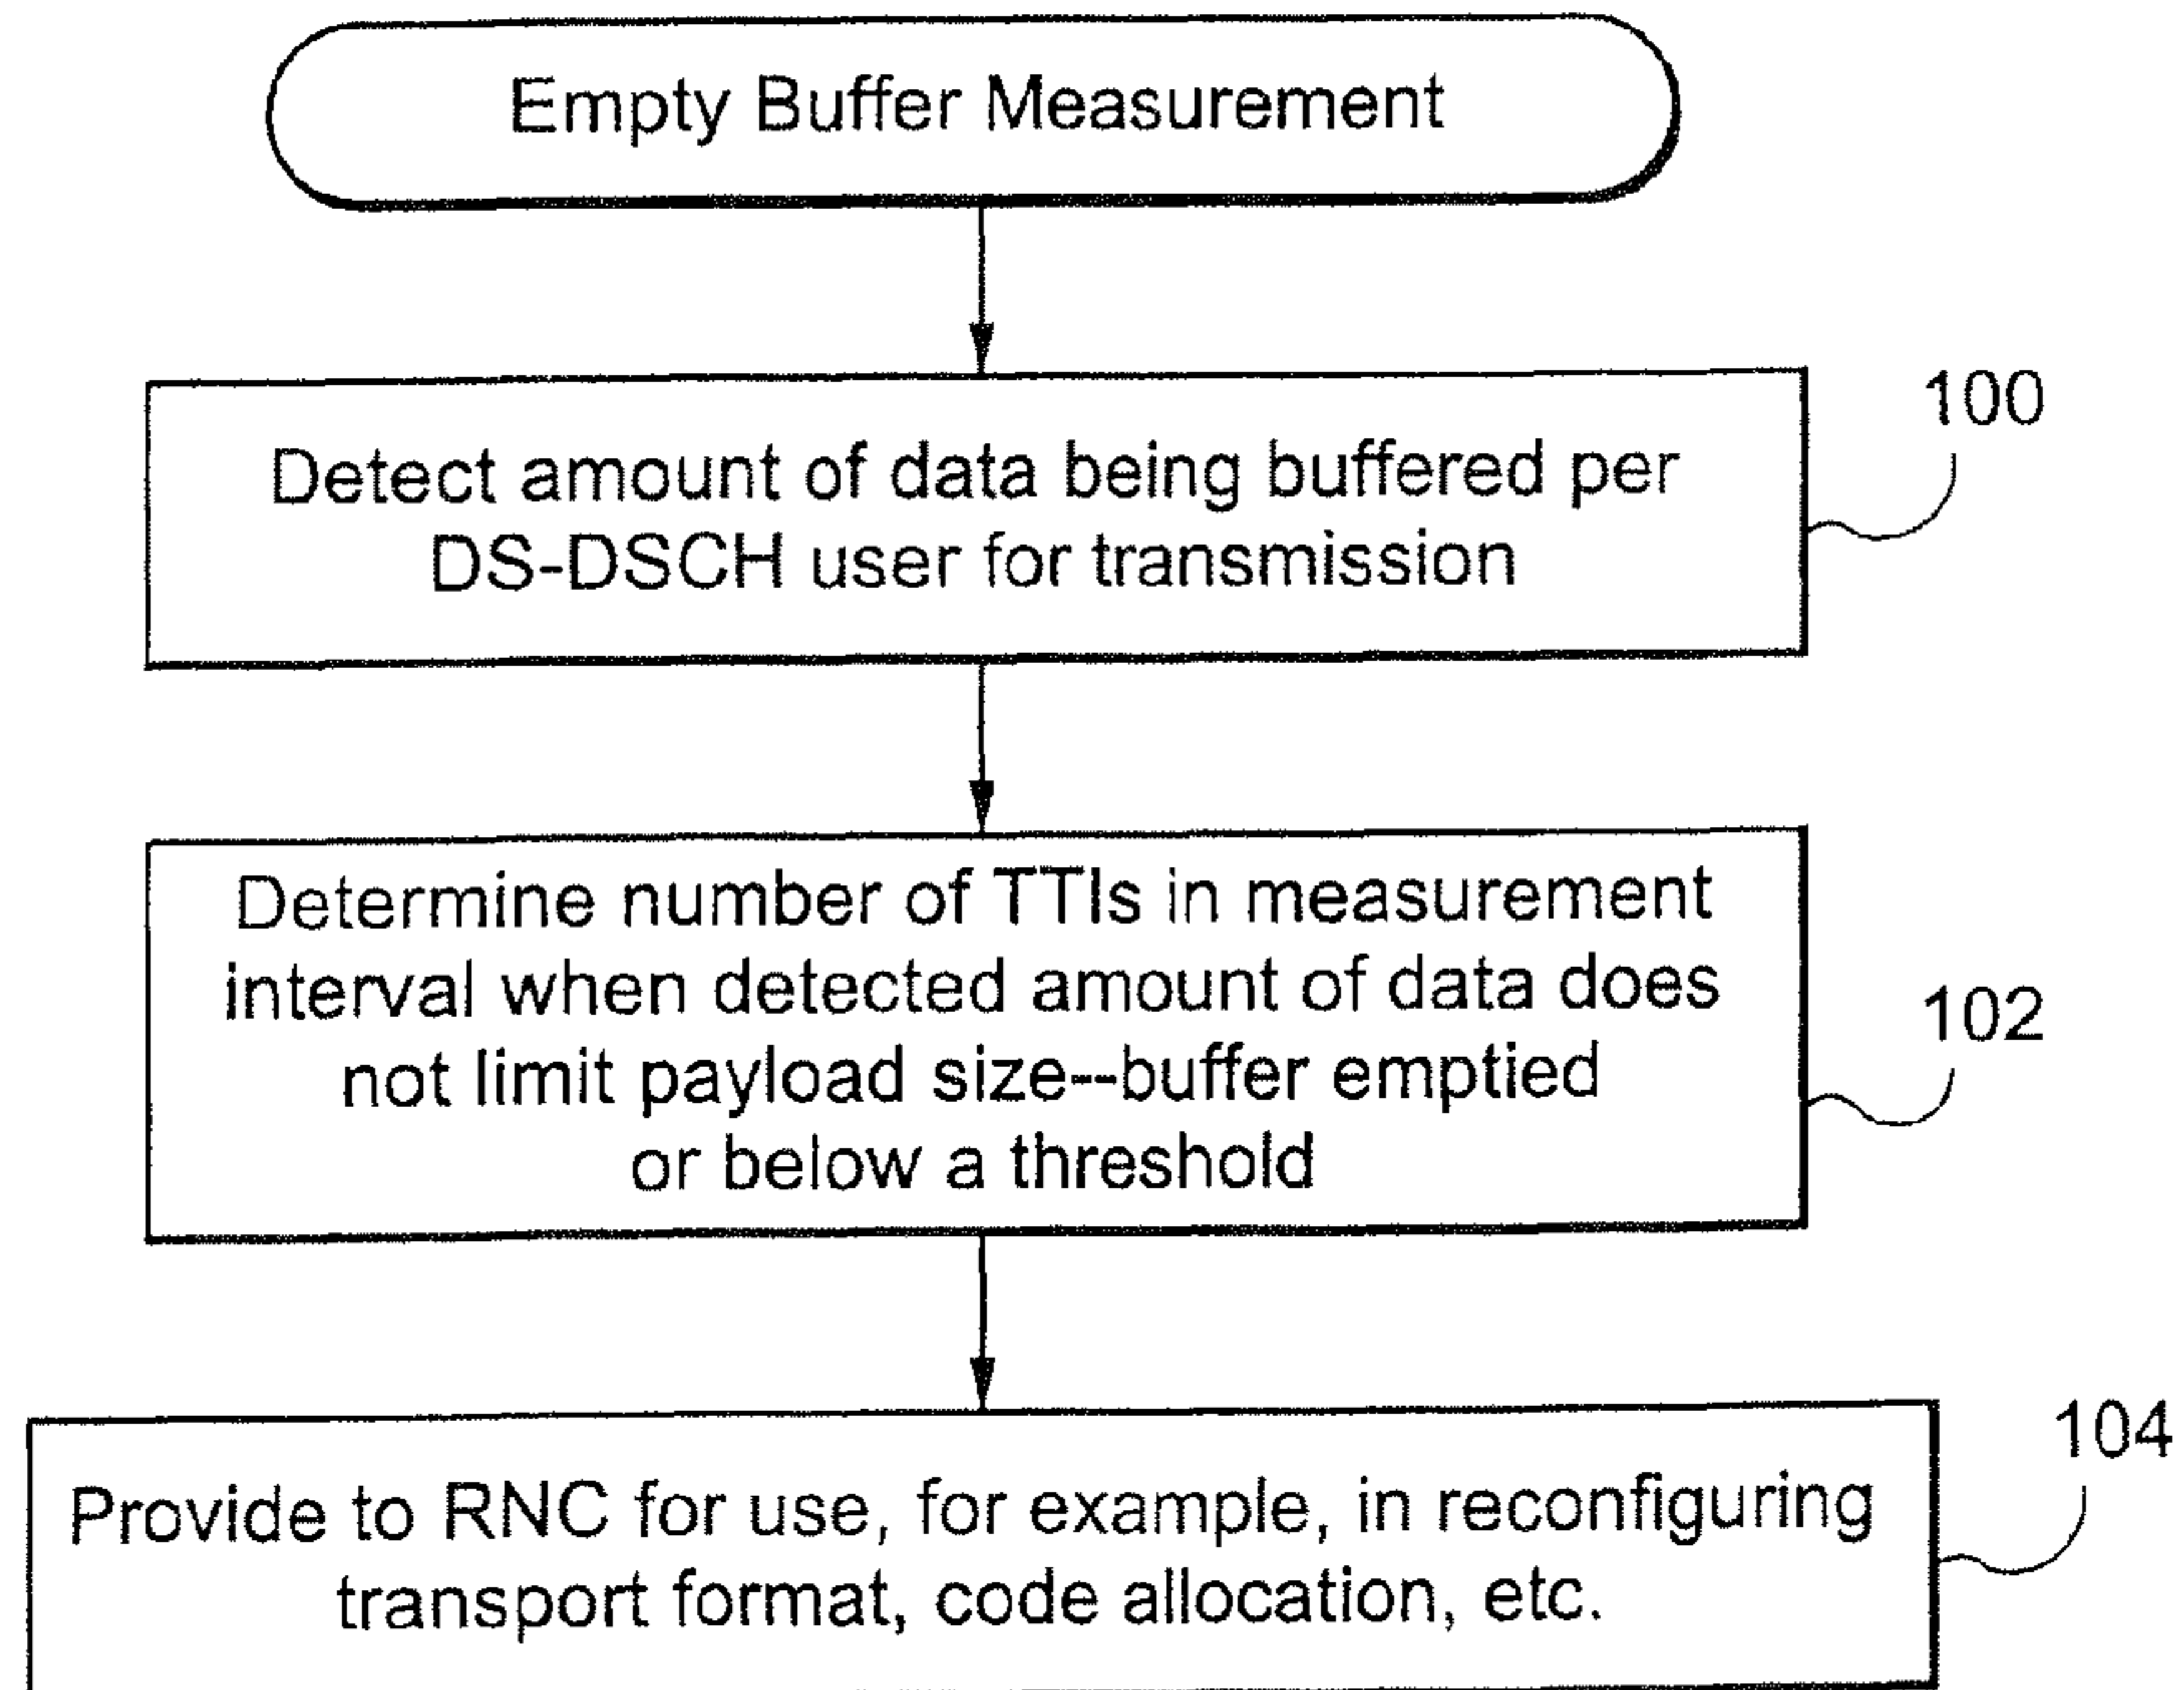 Empty Buffer Measurement
100
Detect amount of data being buffered per
DS-DSCH user for transmission
Determine number of TTIs in measurement
interval when detected amount of data does
102
not limit payload size--buffer emptied
or below a threshold
104
Provide to RNC for use, for example, in reconfiguring
transport format, code allocation, etc.